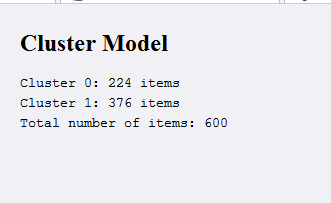 Cluster Model
Cluster 0: 224 items
Cluster 1: 376 items
Total number of items: 600